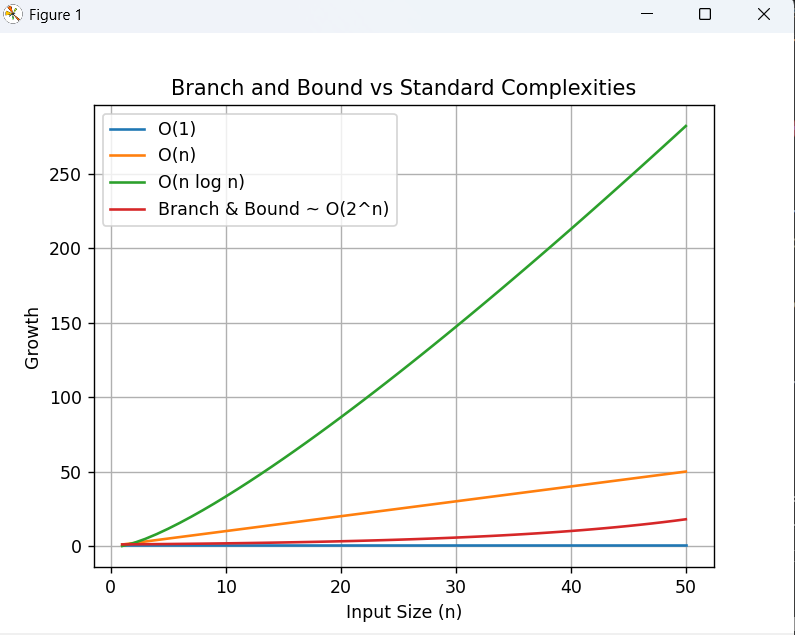 Figure 1
Branch and Bound vs Standard Complexities
O(1)
O(n)
O(n log n)
Branch & Bound ~ O(2^n)
250
200
150
100
50
0
Growth
0 10 20 30 40 50
Input Size (n)